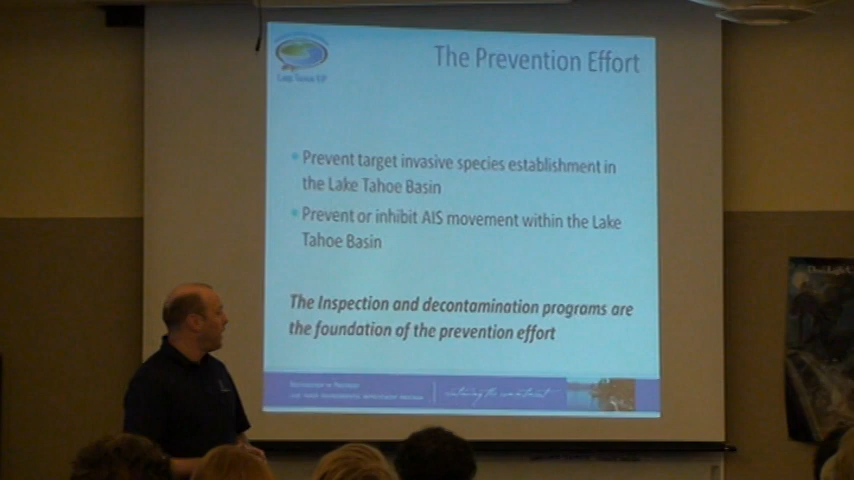 The Prevention Effort
• Prevent target invasive species establishment in
the Lake Tahoe Basin
• Prevent or inhibit AIS movement within the Lake
Tahoe Basin
The Inspection and decontamination programs are
the foundation of the prevention effort